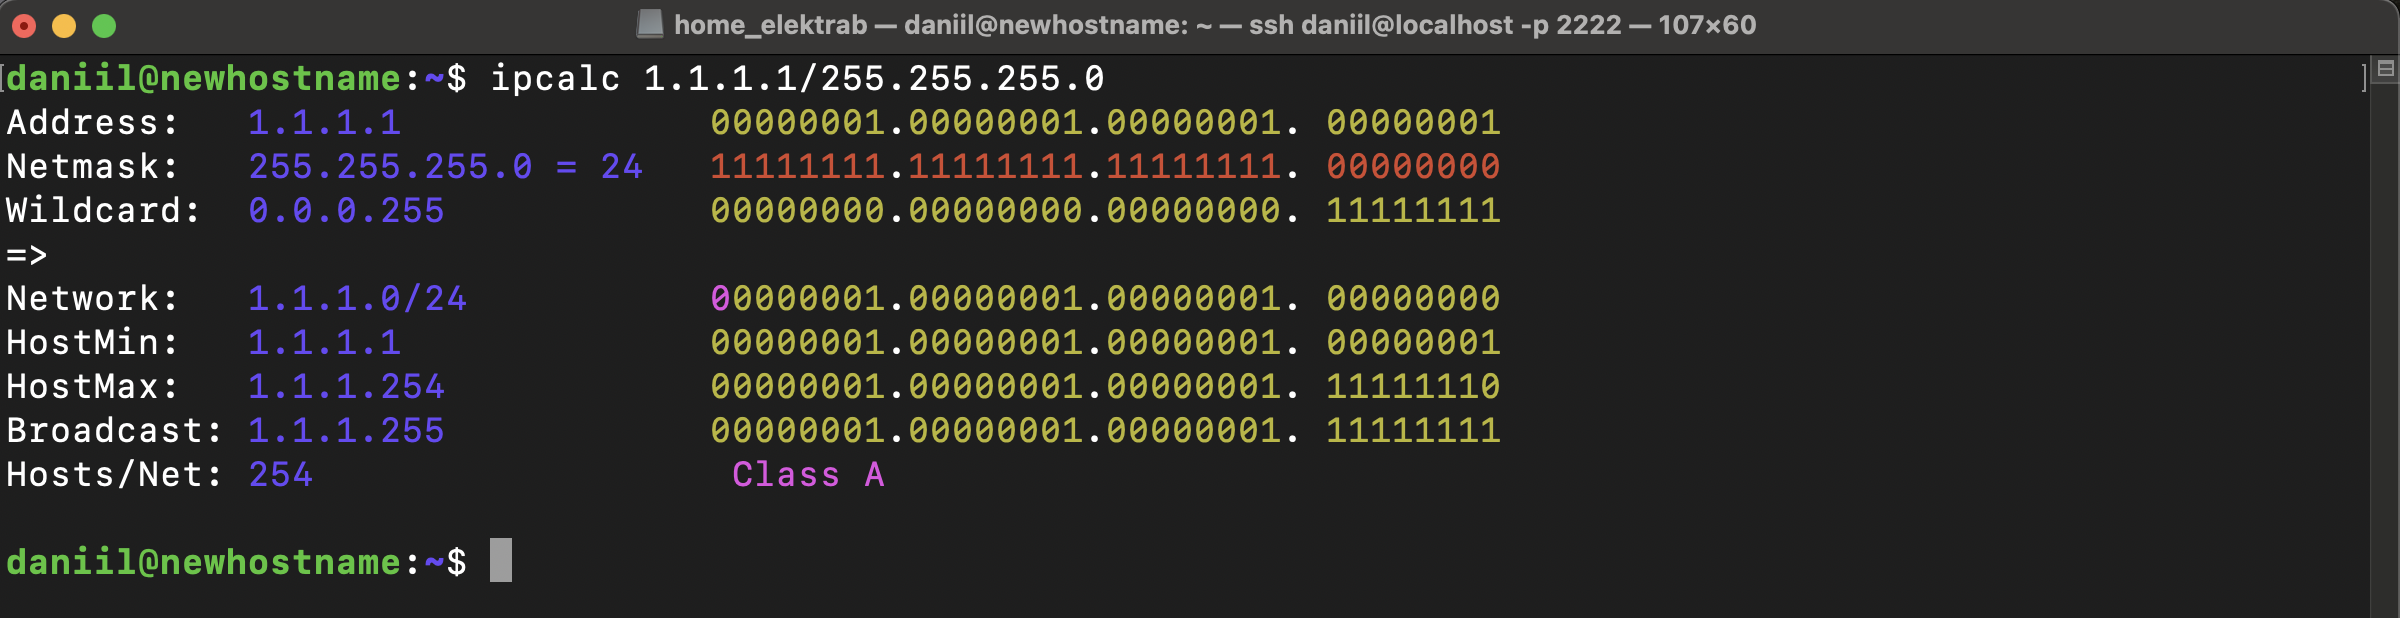 home_elektrab — daniil@newhostname: ~ — ssh daniil@localhost -p 2222 — 107×60
daniil@newhostname:~$ ipcalc 1.1.1.1/255.255.255.0
Address:   1.1.1.1              00000001.00000001.00000001. 00000001
Netmask:   255.255.255.0 = 24   11111111.11111111.11111111. 00000000
Wildcard:  0.0.0.255            00000000.00000000.00000000. 11111111
=>
Network:   1.1.1.0/24           00000001.00000001.00000001. 00000000
HostMin:   1.1.1.1              00000001.00000001.00000001. 00000001
HostMax:   1.1.1.254            00000001.00000001.00000001. 11111110
Broadcast: 1.1.1.255            00000001.00000001.00000001. 11111111
Hosts/Net: 254                   Class A
daniil@newhostname:~$